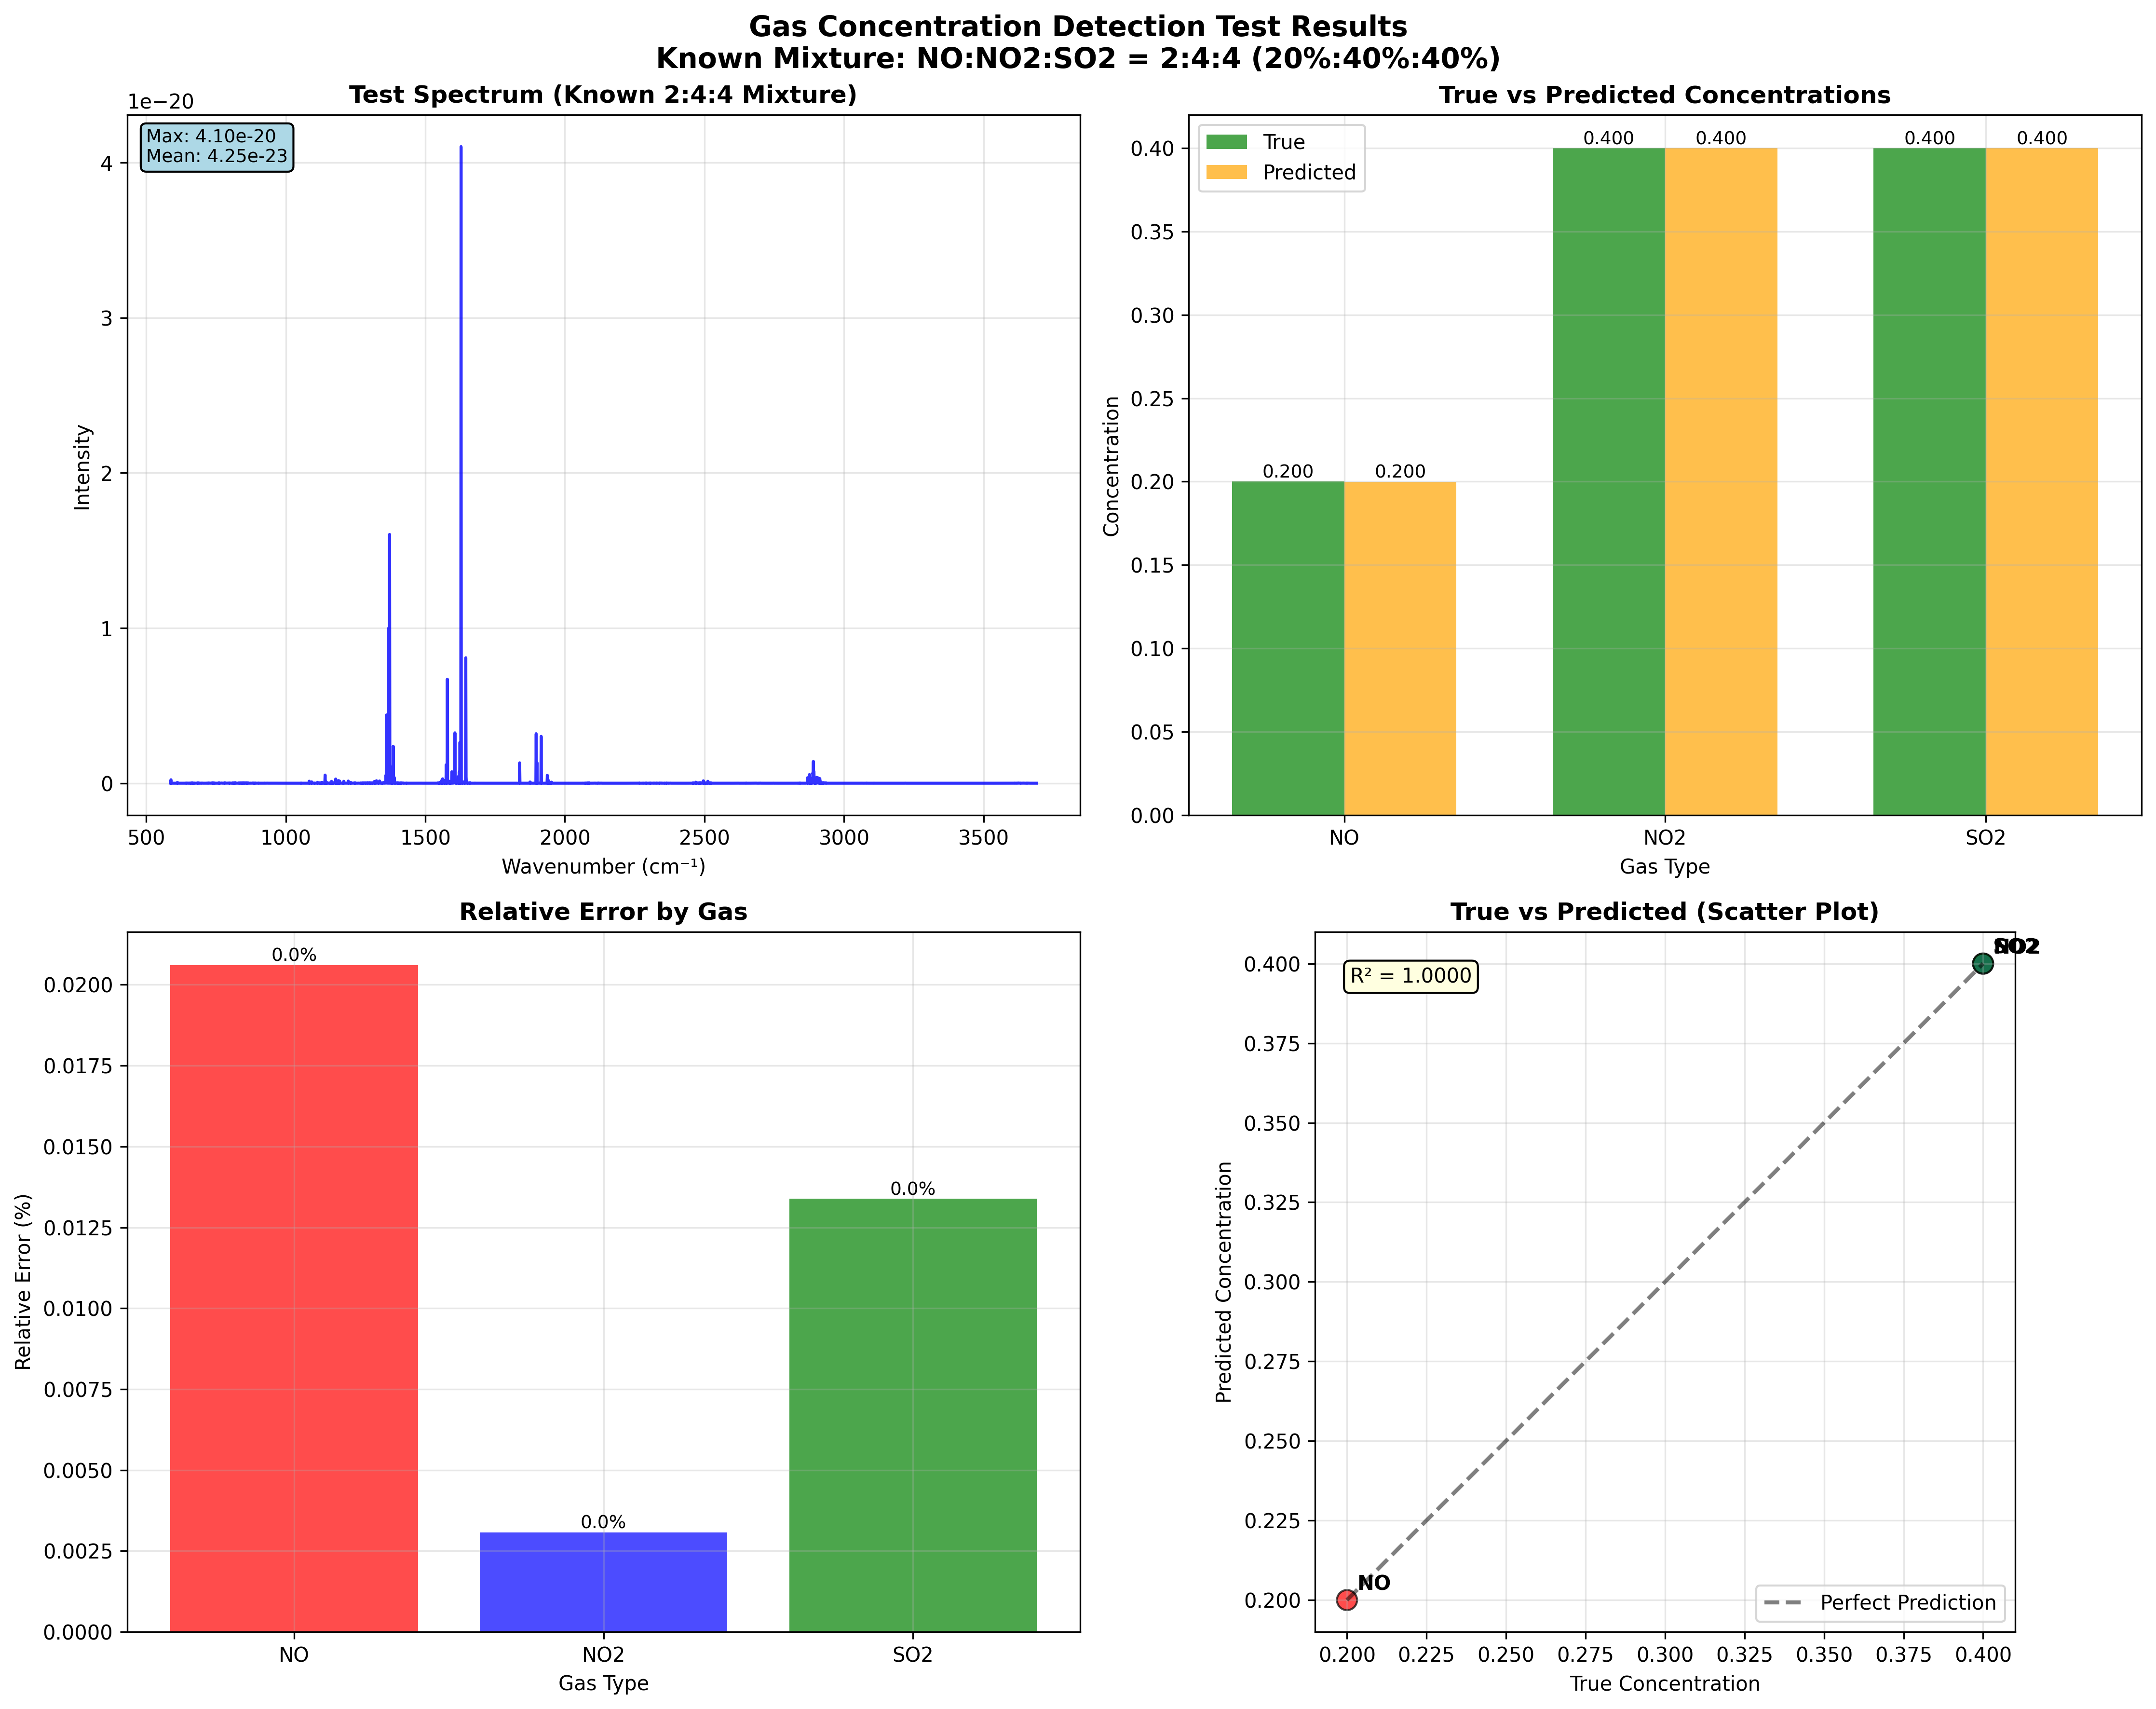 Gas Concentration Detection Test Results
Known Mixture: NO:NO2:SO2 = 2:4:4 (20%:40%:40%)
Test Spectrum (Known 2:4:4 Mixture)
1e−20
Max: 4.10e-20
Mean: 4.25e-23
4
3
2
1
0
Intensity
500 1000 1500 2000 2500 3000 3500
Wavenumber (cm⁻¹)
True vs Predicted Concentrations
True
Predicted
0.200 0.200 0.400 0.400 0.400 0.400
0.40
0.35
0.30
0.25
0.20
0.15
0.10
0.05
0.00
Concentration
NO NO2 SO2
Gas Type
Relative Error by Gas
0.0% 0.0% 0.0%
0.0200
0.0175
0.0150
0.0125
0.0100
0.0075
0.0050
0.0025
0.0000
Relative Error (%)
NO NO2 SO2
Gas Type
True vs Predicted (Scatter Plot)
R² = 1.0000
SO2
NO2
NO
0.400
0.375
0.350
0.325
0.300
0.275
0.250
0.225
0.200
Predicted Concentration
Perfect Prediction
0.200 0.225 0.250 0.275 0.300 0.325 0.350 0.375 0.400
True Concentration